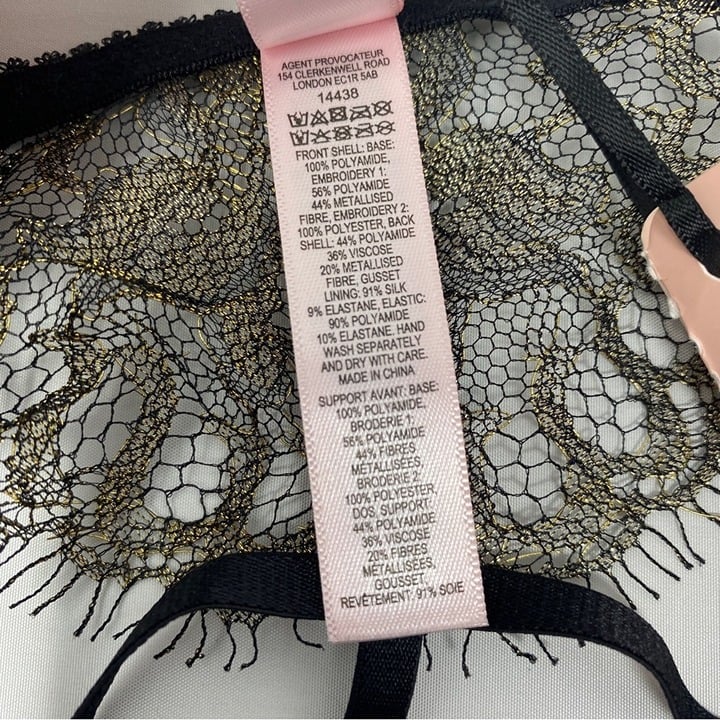 AGENT PROVOCATEUR
154 CLERKENWELL ROAD
LONDON EC1R 5AB
14438
FRONT SHELL: BASE:
100% POLYAMIDE,
EMBROIDERY 1:
56% POLYAMIDE
44% METALLISED
FIBRE, EMBROIDERY 2:
100% POLYESTER, BACK
SHELL: 44% POLYAMIDE
36% VISCOSE
20% METALLISED
FIBRE, GUSSET
LINING: 91% SILK
9% ELASTANE, ELASTIC:
90% POLYAMIDE
10% ELASTANE. HAND
WASH SEPARATELY
AND DRY WITH CARE.
MADE IN CHINA
SUPPORT AVANT: BASE:
100% POLYAMIDE,
BRODERIE 1:
56% POLYAMIDE
44% FIBRES
MÉTALLISÉES,
BRODERIE 2:
100% POLYESTER,
DOS, SUPPORT:
44% POLYAMIDE
36% VISCOSE
20% FIBRES
MÉTALLISÉES,
GOUSSET,
REVÊTEMENT: 91% SOIE